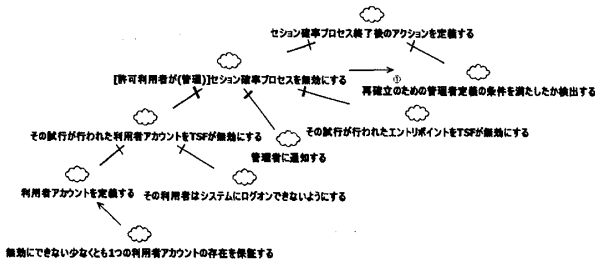 セション確率プロセス終了後のアクションを定義する
[許可利用者が(管理)]セション確率プロセスを無効にする
①
再確立のための管理者定義の条件を満たしたか検出する
その試行が行われた利用者アカウントをTSFが無効にする
その試行が行われたエントリポイントをTSFが無効にする
管理者に通知する
利用者アカウントを定義する
その利用者はシステムにログオンできないようにする
無効にできない少なくとも1つの利用者アカウントの存在を保証する